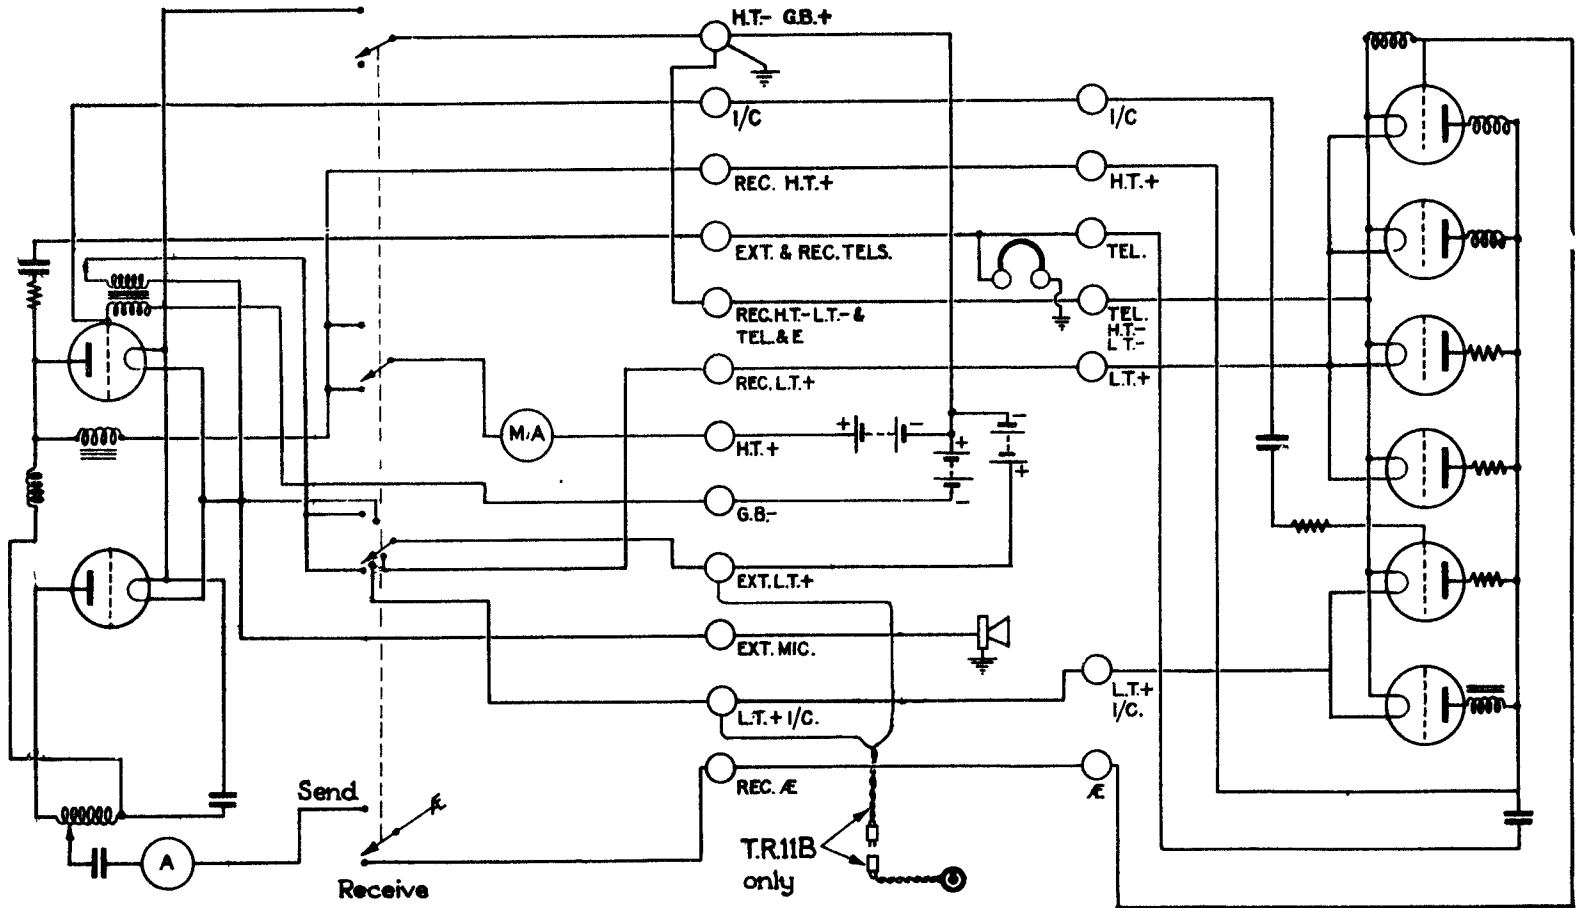 H.T.- G.B.+
I/C
I/C
REC. H.T.+
H.T.+
EXT. & REC. TELS.
TEL.
REC.H.T.- L.T.- &
TEL.& E
TEL.
H.T.-
L T.-
REC. L.T.+
L.T.+
M/A
+
-
-
H.T.+
+
+
G.B.-
-
EXT.L.T.+
EXT. MIC.
L.T.+ I/C.
L.T.+
I/C.
REC. Æ
Æ
Send
Æ
A
Receive
T.R.11B
only